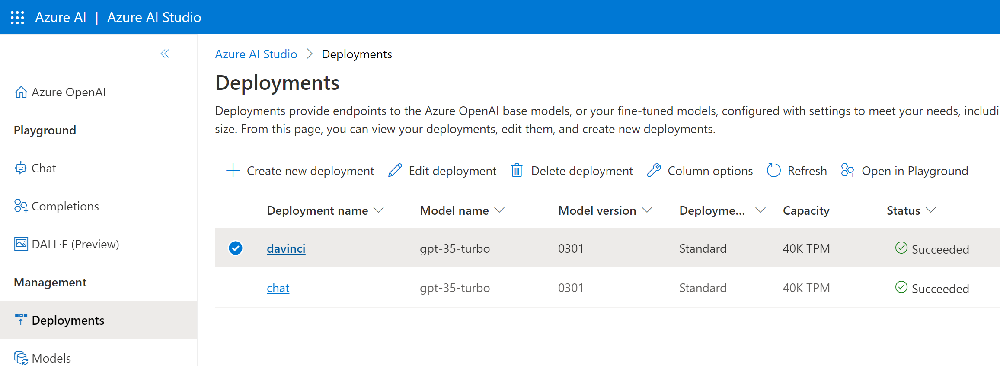 Azure AI | Azure AI Studio
Azure AI Studio > Deployments
Deployments
Deployments provide endpoints to the Azure OpenAI base models, or your fine-tuned models, configured with settings to meet your needs, includi
size. From this page, you can view your deployments, edit them, and create new deployments.
Create new deployment Edit deployment Delete deployment Column options Refresh Open in Playground
Deployment name Model name Model version Deployme... Capacity Status
davinci gpt-35-turbo 0301 Standard 40K TPM Succeeded
chat gpt-35-turbo 0301 Standard 40K TPM Succeeded
Azure OpenAI
Playground
Chat
Completions
DALL·E (Preview)
Management
Deployments
Models